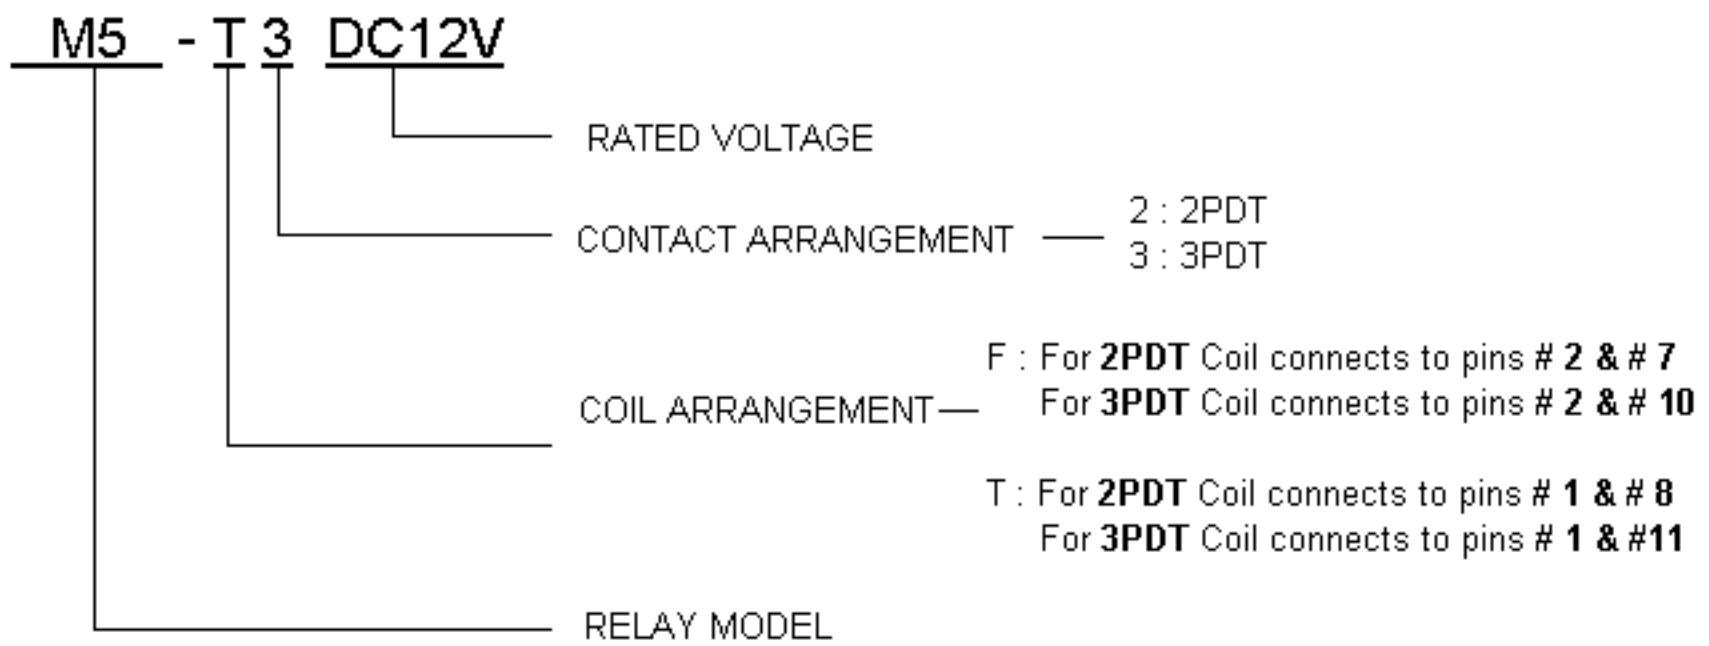 M5 - T 3 DC12V
RATED VOLTAGE
CONTACT ARRANGEMENT
2 : 2PDT
3 : 3PDT
COIL ARRANGEMENT
F : For 2PDT Coil connects to pins # 2 & # 7
For 3PDT Coil connects to pins # 2 & # 10
T : For 2PDT Coil connects to pins # 1 & # 8
For 3PDT Coil connects to pins # 1 & #11
RELAY MODEL